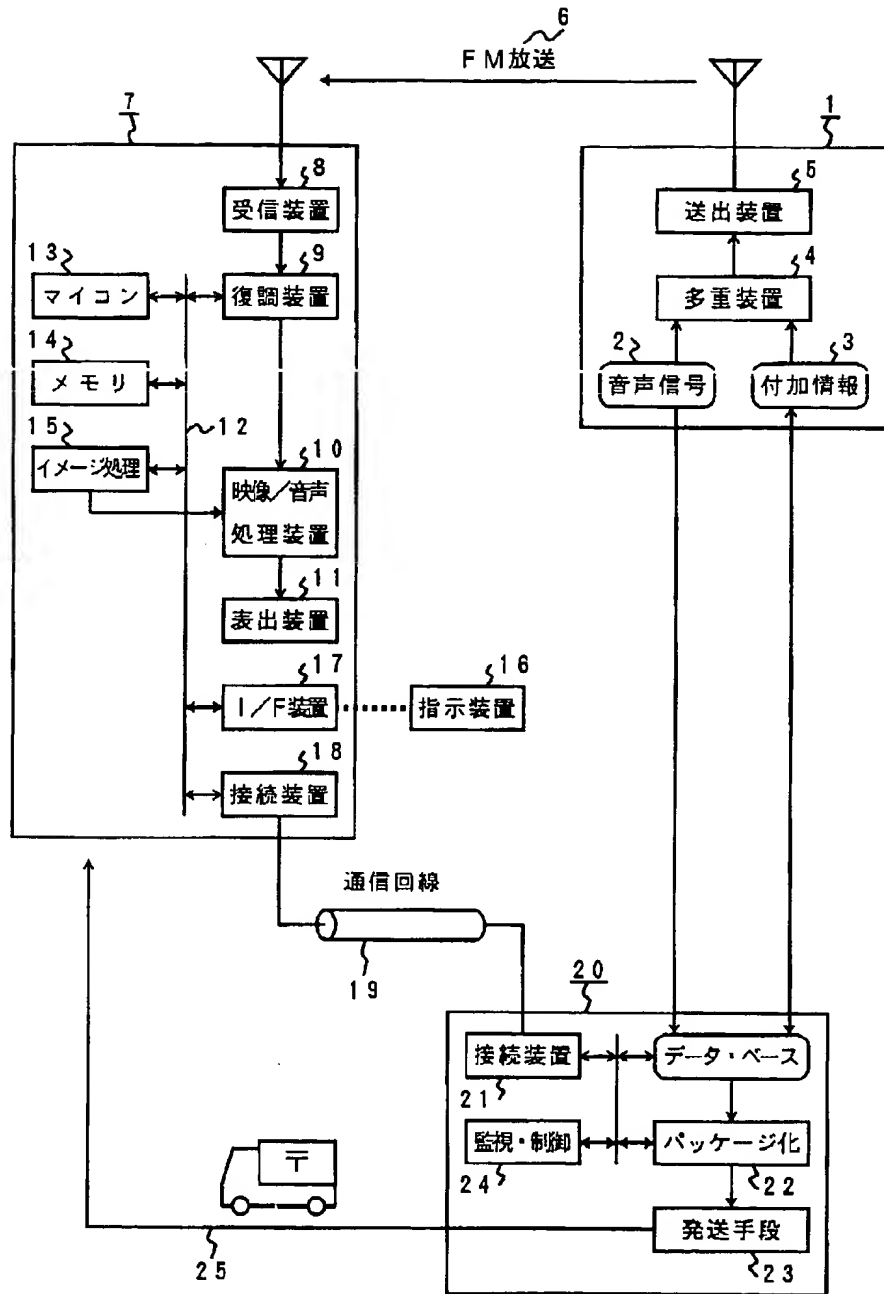 6
FM放送
7
1
8
受信装置
5
送出装置
13
マイコン
9
復調装置
4
多重装置
14
メモリ
2
音声信号
3
付加情報
15
イメージ処理
12
10
映像/音声
処理装置
11
表出装置
17
I/F装置
16
指示装置
18
接続装置
通信回線
19
20
接続装置
21
データ・ベース
監視・制御
24
パッケージ化
22
〒
発送手段
23
25